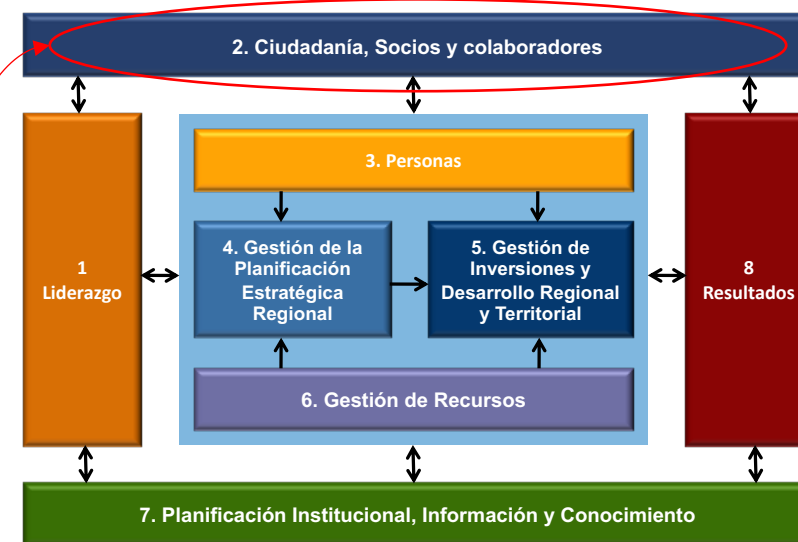 2. Ciudadanía, Socios y colaboradores
3. Personas
1
Liderazgo
4. Gestión de la
Planificación
Estratégica
Regional
5. Gestión de
Inversiones y
Desarrollo Regional
y Territorial
8
Resultados
6. Gestión de Recursos
7. Planificación Institucional, Información y Conocimiento